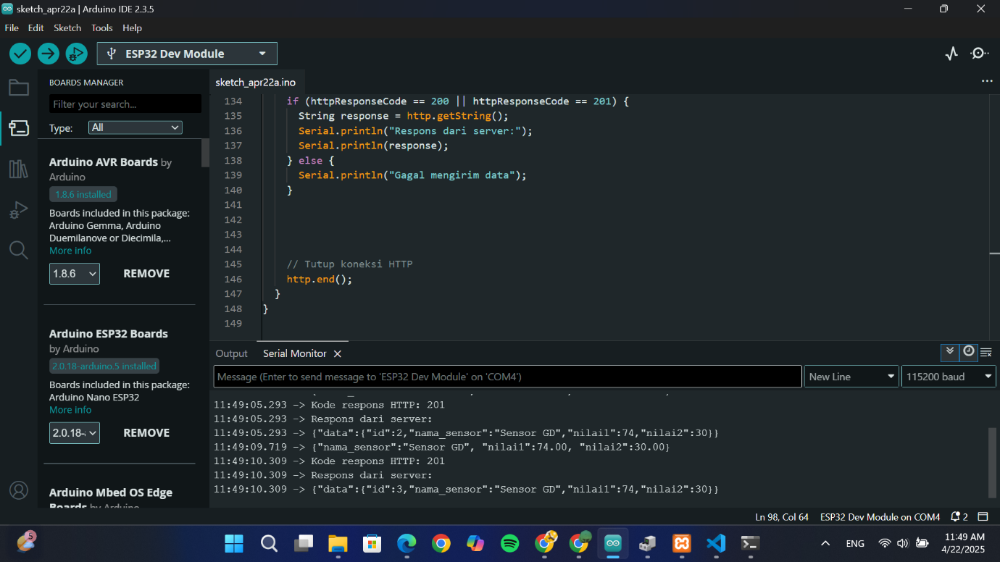 sketch_apr22a | Arduino IDE 2.3.5
File Edit Sketch Tools Help
ESP32 Dev Module
BOARDS MANAGER
Filter your search...
Type: All
Arduino AVR Boards by
Arduino
1.8.6 installed
Boards included in this package:
Arduino Gemma, Arduino
Duemilanove or Diecimila,...
More info
1.8.6 REMOVE
Arduino ESP32 Boards
by Arduino
2.0.18-arduino.5 installed
Boards included in this package:
Arduino Nano ESP32
More info
2.0.18- REMOVE
Arduino Mbed OS Edge
Boards by Arduino
sketch_apr22a.ino
134 if (httpResponseCode == 200 || httpResponseCode == 201) {
135 String response = http.getString();
136 Serial.println("Respons dari server:");
137 Serial.println(response);
138 } else {
139 Serial.println("Gagal mengirim data");
140 }
141
142
143
144
145 // Tutup koneksi HTTP
146 http.end();
147 }
148 }
149
Output Serial Monitor
Message (Enter to send message to 'ESP32 Dev Module' on 'COM4')
New Line 115200 baud
11:49:05.293 -> Kode respons HTTP: 201
11:49:05.293 -> Respons dari server:
11:49:05.293 -> {"data":{"id":2,"nama_sensor":"Sensor GD","nilai1":74,"nilai2":30}}
11:49:09.719 -> {"nama_sensor":"Sensor GD", "nilai1":74.00, "nilai2":30.00}
11:49:10.309 -> Kode respons HTTP: 201
11:49:10.309 -> Respons dari server:
11:49:10.309 -> {"data":{"id":3,"nama_sensor":"Sensor GD","nilai1":74,"nilai2":30}}
Ln 98, Col 64 ESP32 Dev Module on COM4 2
5
ENG
11:49 AM
4/22/2025